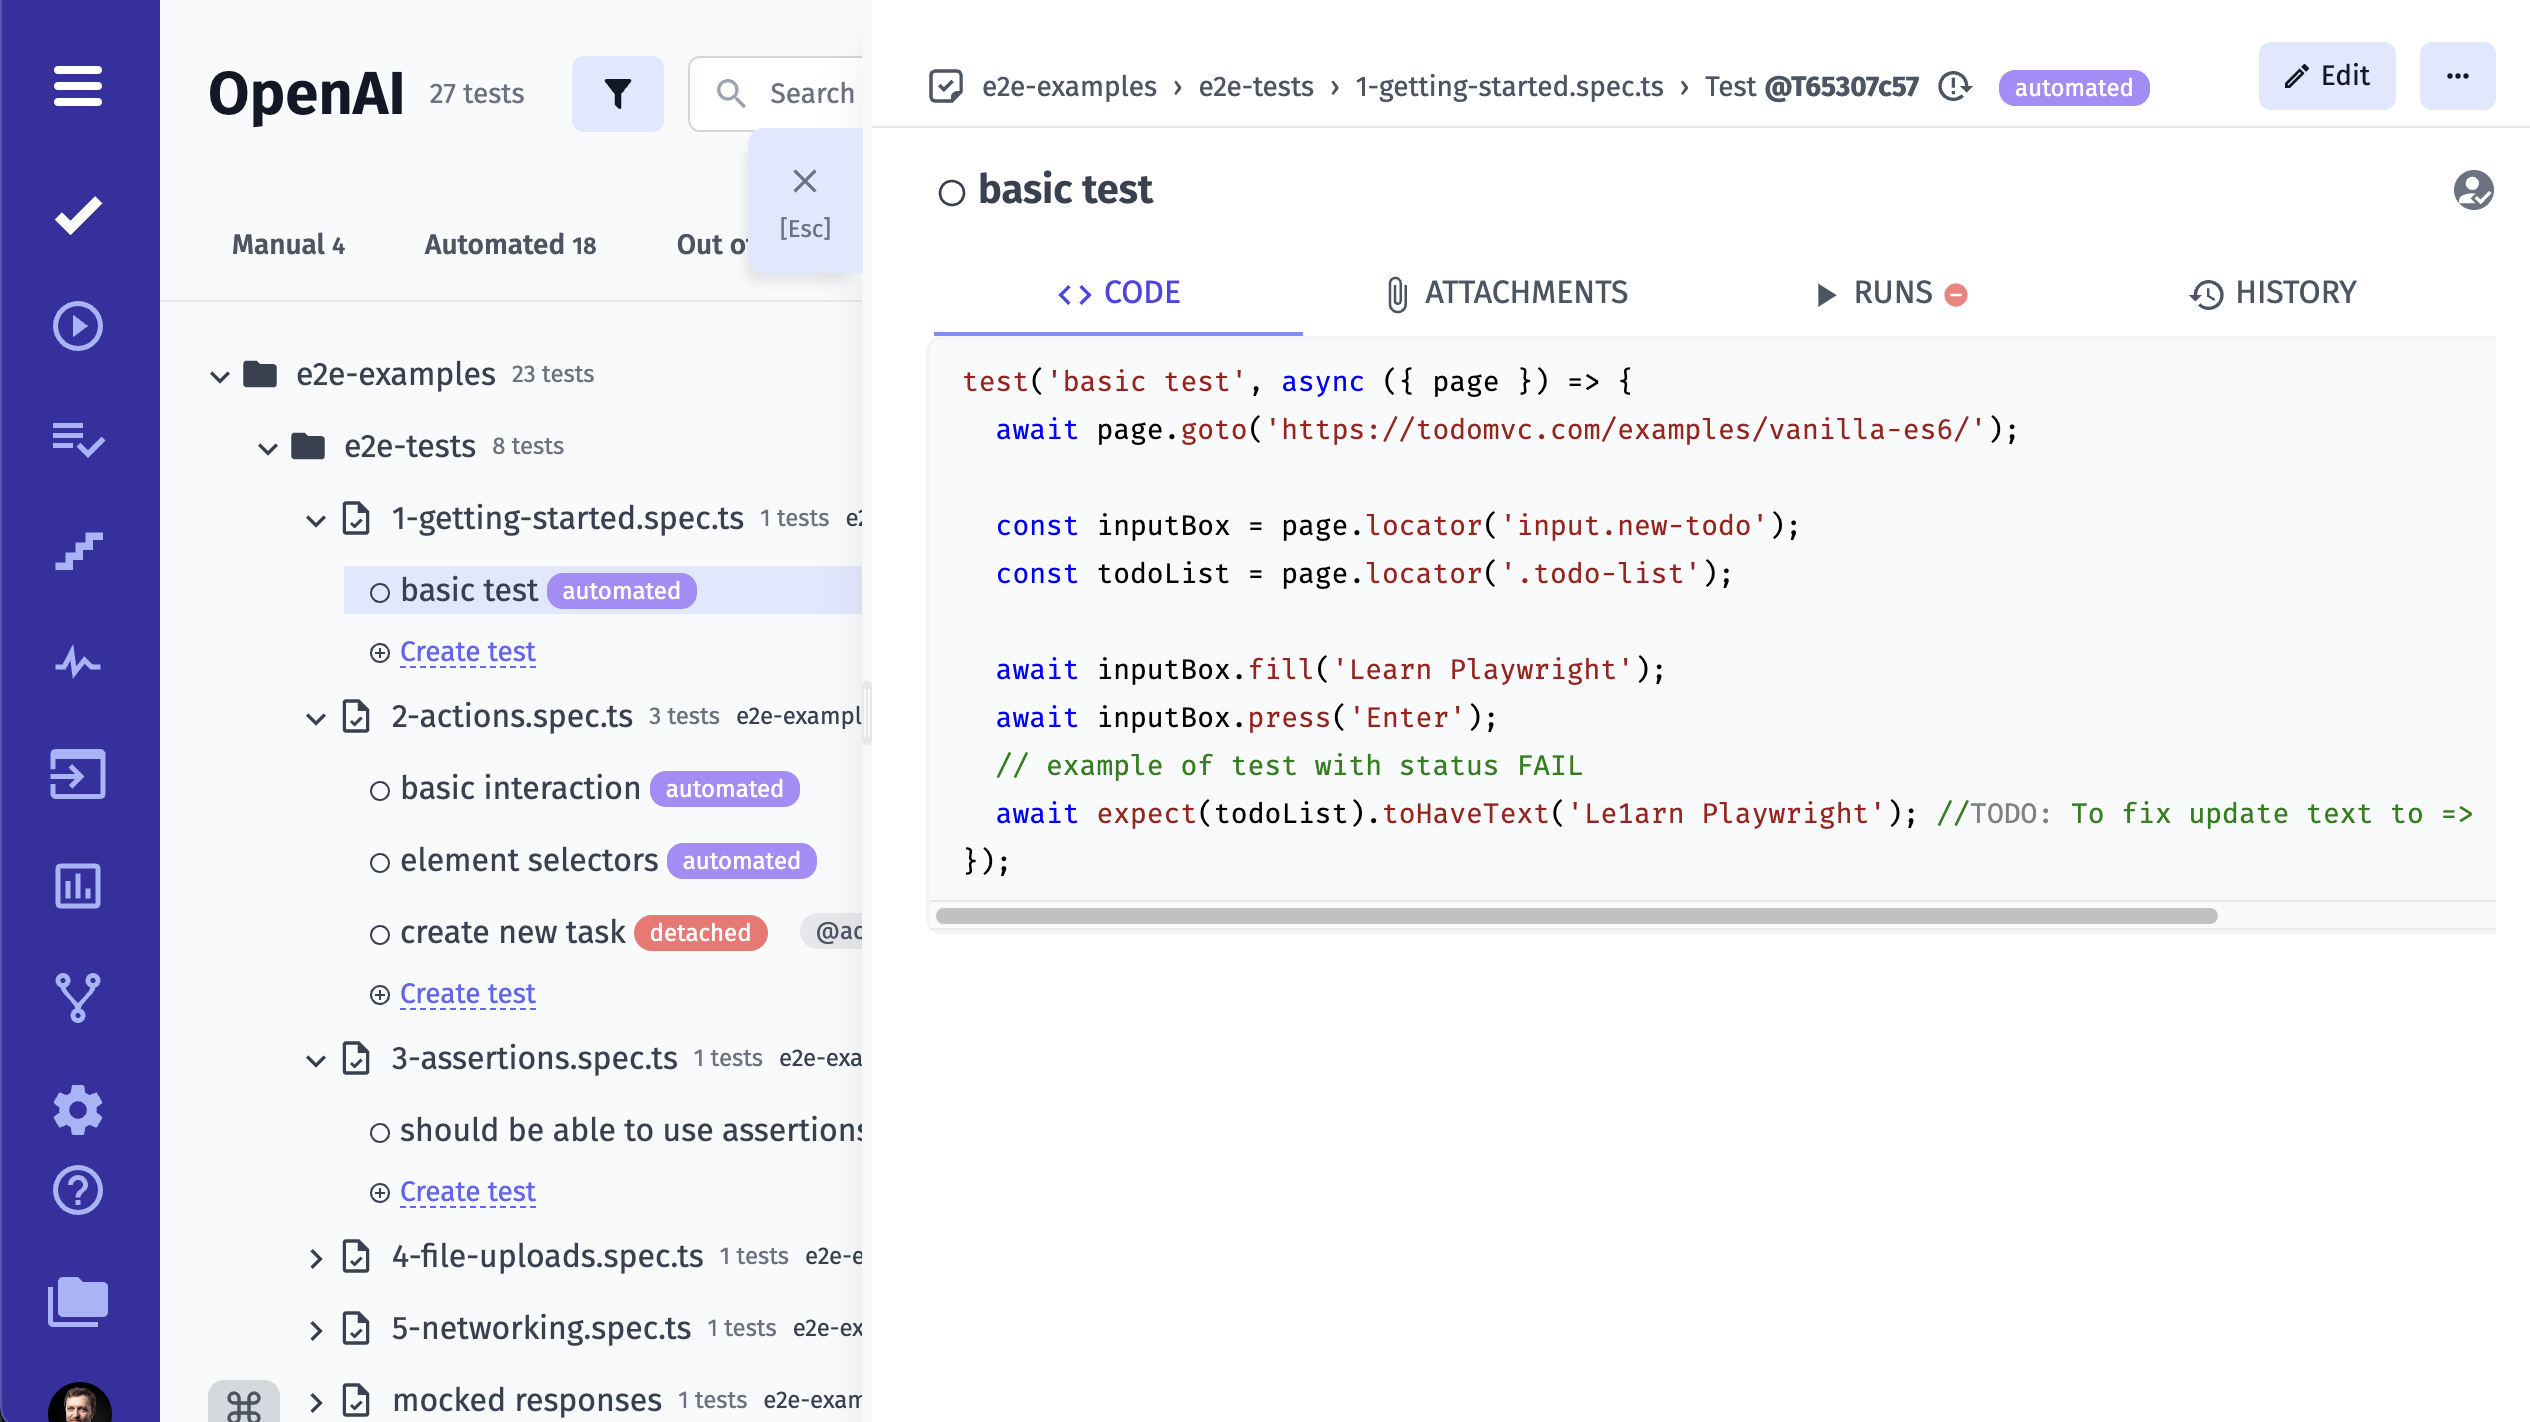 OpenAI 27 tests
Search
[Esc]
Manual 4 Automated 18 Out
e2e-examples 23 tests
e2e-tests 8 tests
1-getting-started.spec.ts 1 tests
basic test automated
Create test
2-actions.spec.ts 3 tests e2e-exampl
basic interaction automated
element selectors automated
create new task detached @ac
Create test
3-assertions.spec.ts 1 tests e2e-exa
should be able to use assertions
Create test
4-file-uploads.spec.ts 1 tests e2e-e
5-networking.spec.ts 1 tests e2e-ex
mocked responses 1 tests e2e-exam
e2e-examples › e2e-tests › 1-getting-started.spec.ts › Test @T65307c57 automated
Edit
basic test
<> CODE ATTACHMENTS RUNS HISTORY
test('basic test', async ({ page }) => {
await page.goto('https://todomvc.com/examples/vanilla-es6/');
const inputBox = page.locator('input.new-todo');
const todoList = page.locator('.todo-list');
await inputBox.fill('Learn Playwright');
await inputBox.press('Enter');
// example of test with status FAIL
await expect(todoList).toHaveText('Le1arn Playwright'); //TODO: To fix update text to =>
});